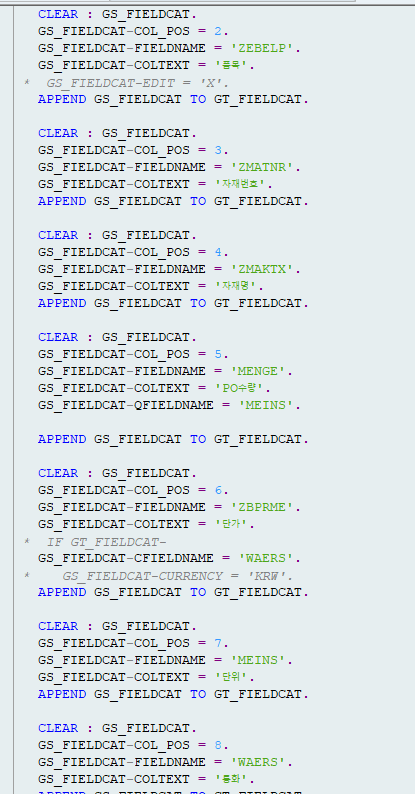 CLEAR : GS_FIELDCAT.
GS_FIELDCAT-COL_POS = 2.
GS_FIELDCAT-FIELDNAME = 'ZEBELP'.
GS_FIELDCAT-COLTEXT = '품목'.
* GS_FIELDCAT-EDIT = 'X'.
APPEND GS_FIELDCAT TO GT_FIELDCAT.
CLEAR : GS_FIELDCAT.
GS_FIELDCAT-COL_POS = 3.
GS_FIELDCAT-FIELDNAME = 'ZMATNR'.
GS_FIELDCAT-COLTEXT = '자재번호'.
APPEND GS_FIELDCAT TO GT_FIELDCAT.
CLEAR : GS_FIELDCAT.
GS_FIELDCAT-COL_POS = 4.
GS_FIELDCAT-FIELDNAME = 'ZMAKTX'.
GS_FIELDCAT-COLTEXT = '자재명'.
APPEND GS_FIELDCAT TO GT_FIELDCAT.
CLEAR : GS_FIELDCAT.
GS_FIELDCAT-COL_POS = 5.
GS_FIELDCAT-FIELDNAME = 'MENGE'.
GS_FIELDCAT-COLTEXT = 'PO수량'.
GS_FIELDCAT-QFIELDNAME = 'MEINS'.
APPEND GS_FIELDCAT TO GT_FIELDCAT.
CLEAR : GS_FIELDCAT.
GS_FIELDCAT-COL_POS = 6.
GS_FIELDCAT-FIELDNAME = 'ZBPRME'.
GS_FIELDCAT-COLTEXT = '단가'.
* IF GT_FIELDCAT-
GS_FIELDCAT-CFIELDNAME = 'WAERS'.
* GS_FIELDCAT-CURRENCY = 'KRW'.
APPEND GS_FIELDCAT TO GT_FIELDCAT.
CLEAR : GS_FIELDCAT.
GS_FIELDCAT-COL_POS = 7.
GS_FIELDCAT-FIELDNAME = 'MEINS'.
GS_FIELDCAT-COLTEXT = '단위'.
APPEND GS_FIELDCAT TO GT_FIELDCAT.
CLEAR : GS_FIELDCAT.
GS_FIELDCAT-COL_POS = 8.
GS_FIELDCAT-FIELDNAME = 'WAERS'.
GS_FIELDCAT-COLTEXT = '통화'.